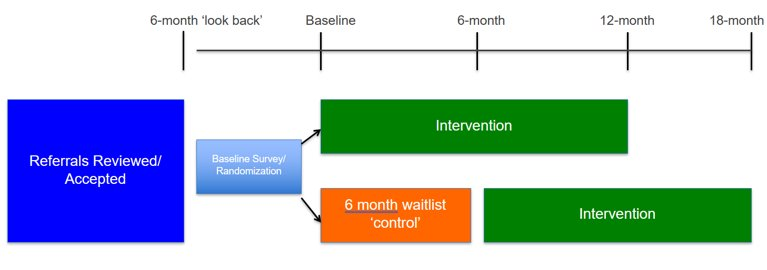 6-month ‘look back’ Baseline 6-month 12-month 18-month
Intervention
Baseline Survey/
Randomization
Referrals Reviewed/
Accepted
6 month waitlist
‘control’
Intervention